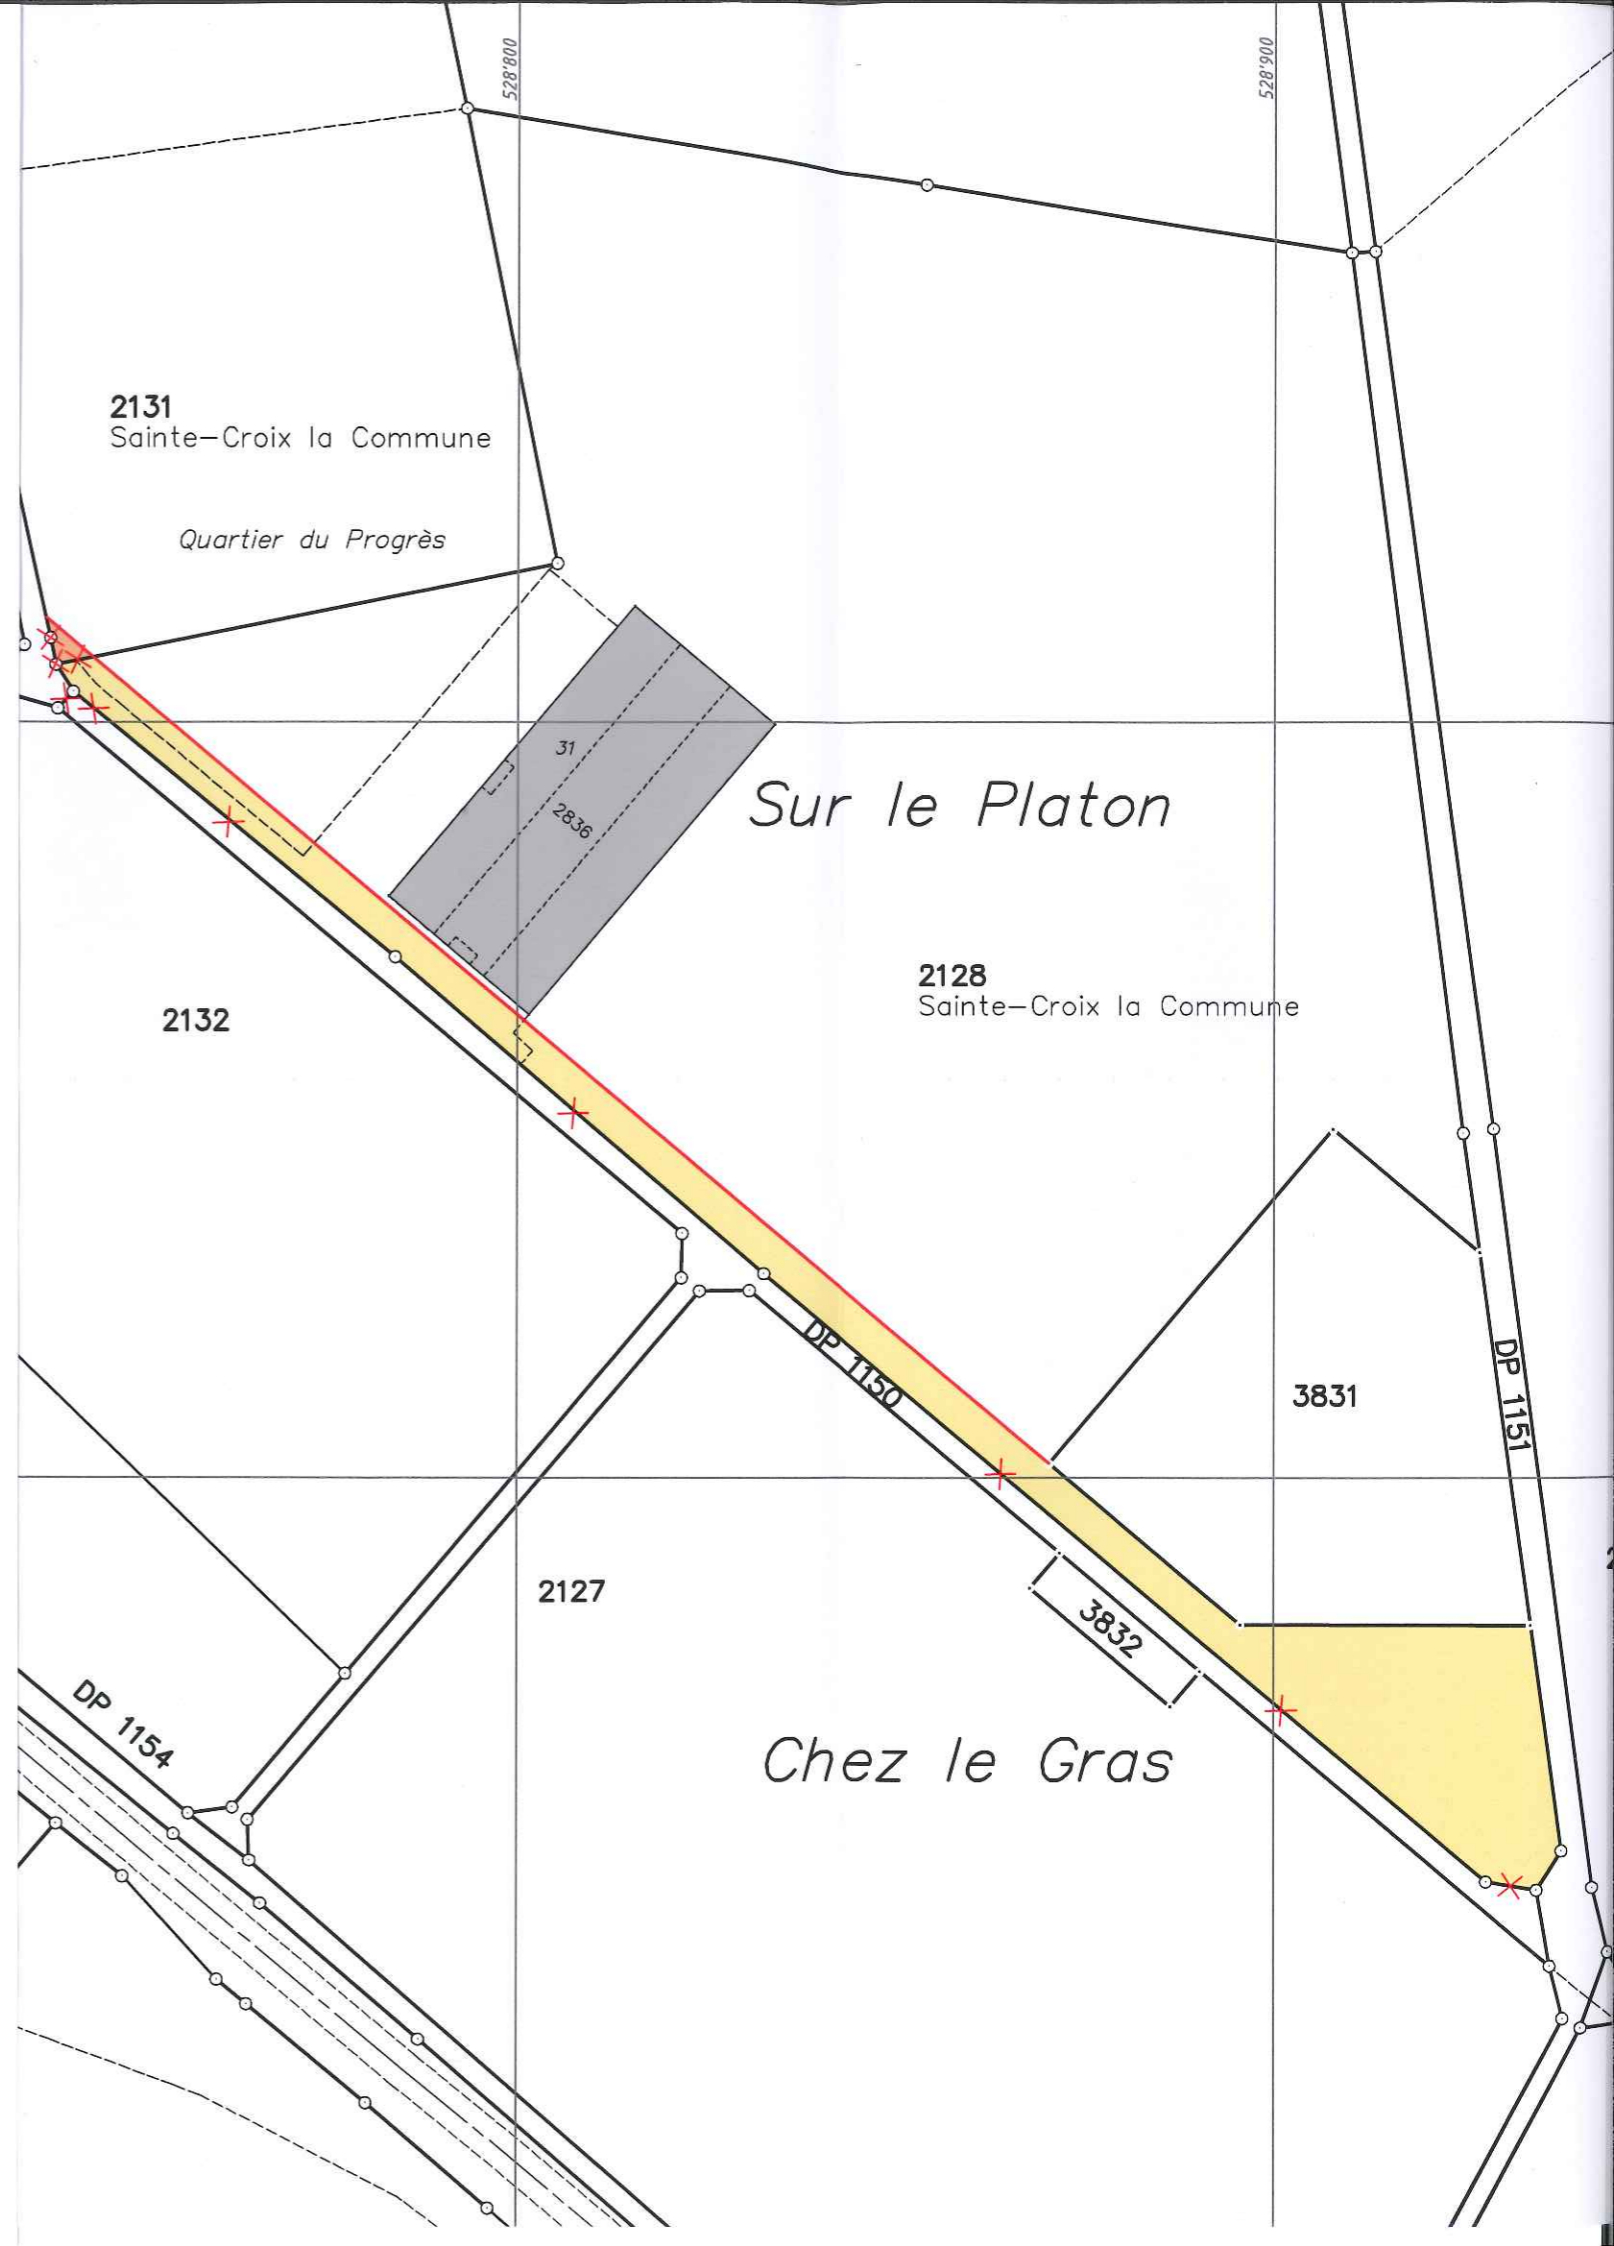 528'800
528'900
2131
Sainte-Croix la Commune
Quartier du Progrès
31
2836
Sur le Platon
2128
Sainte-Croix la Commune
2132
DP 1150
3831
DP 1151
2127
3832
DP 1154
Chez le Gras